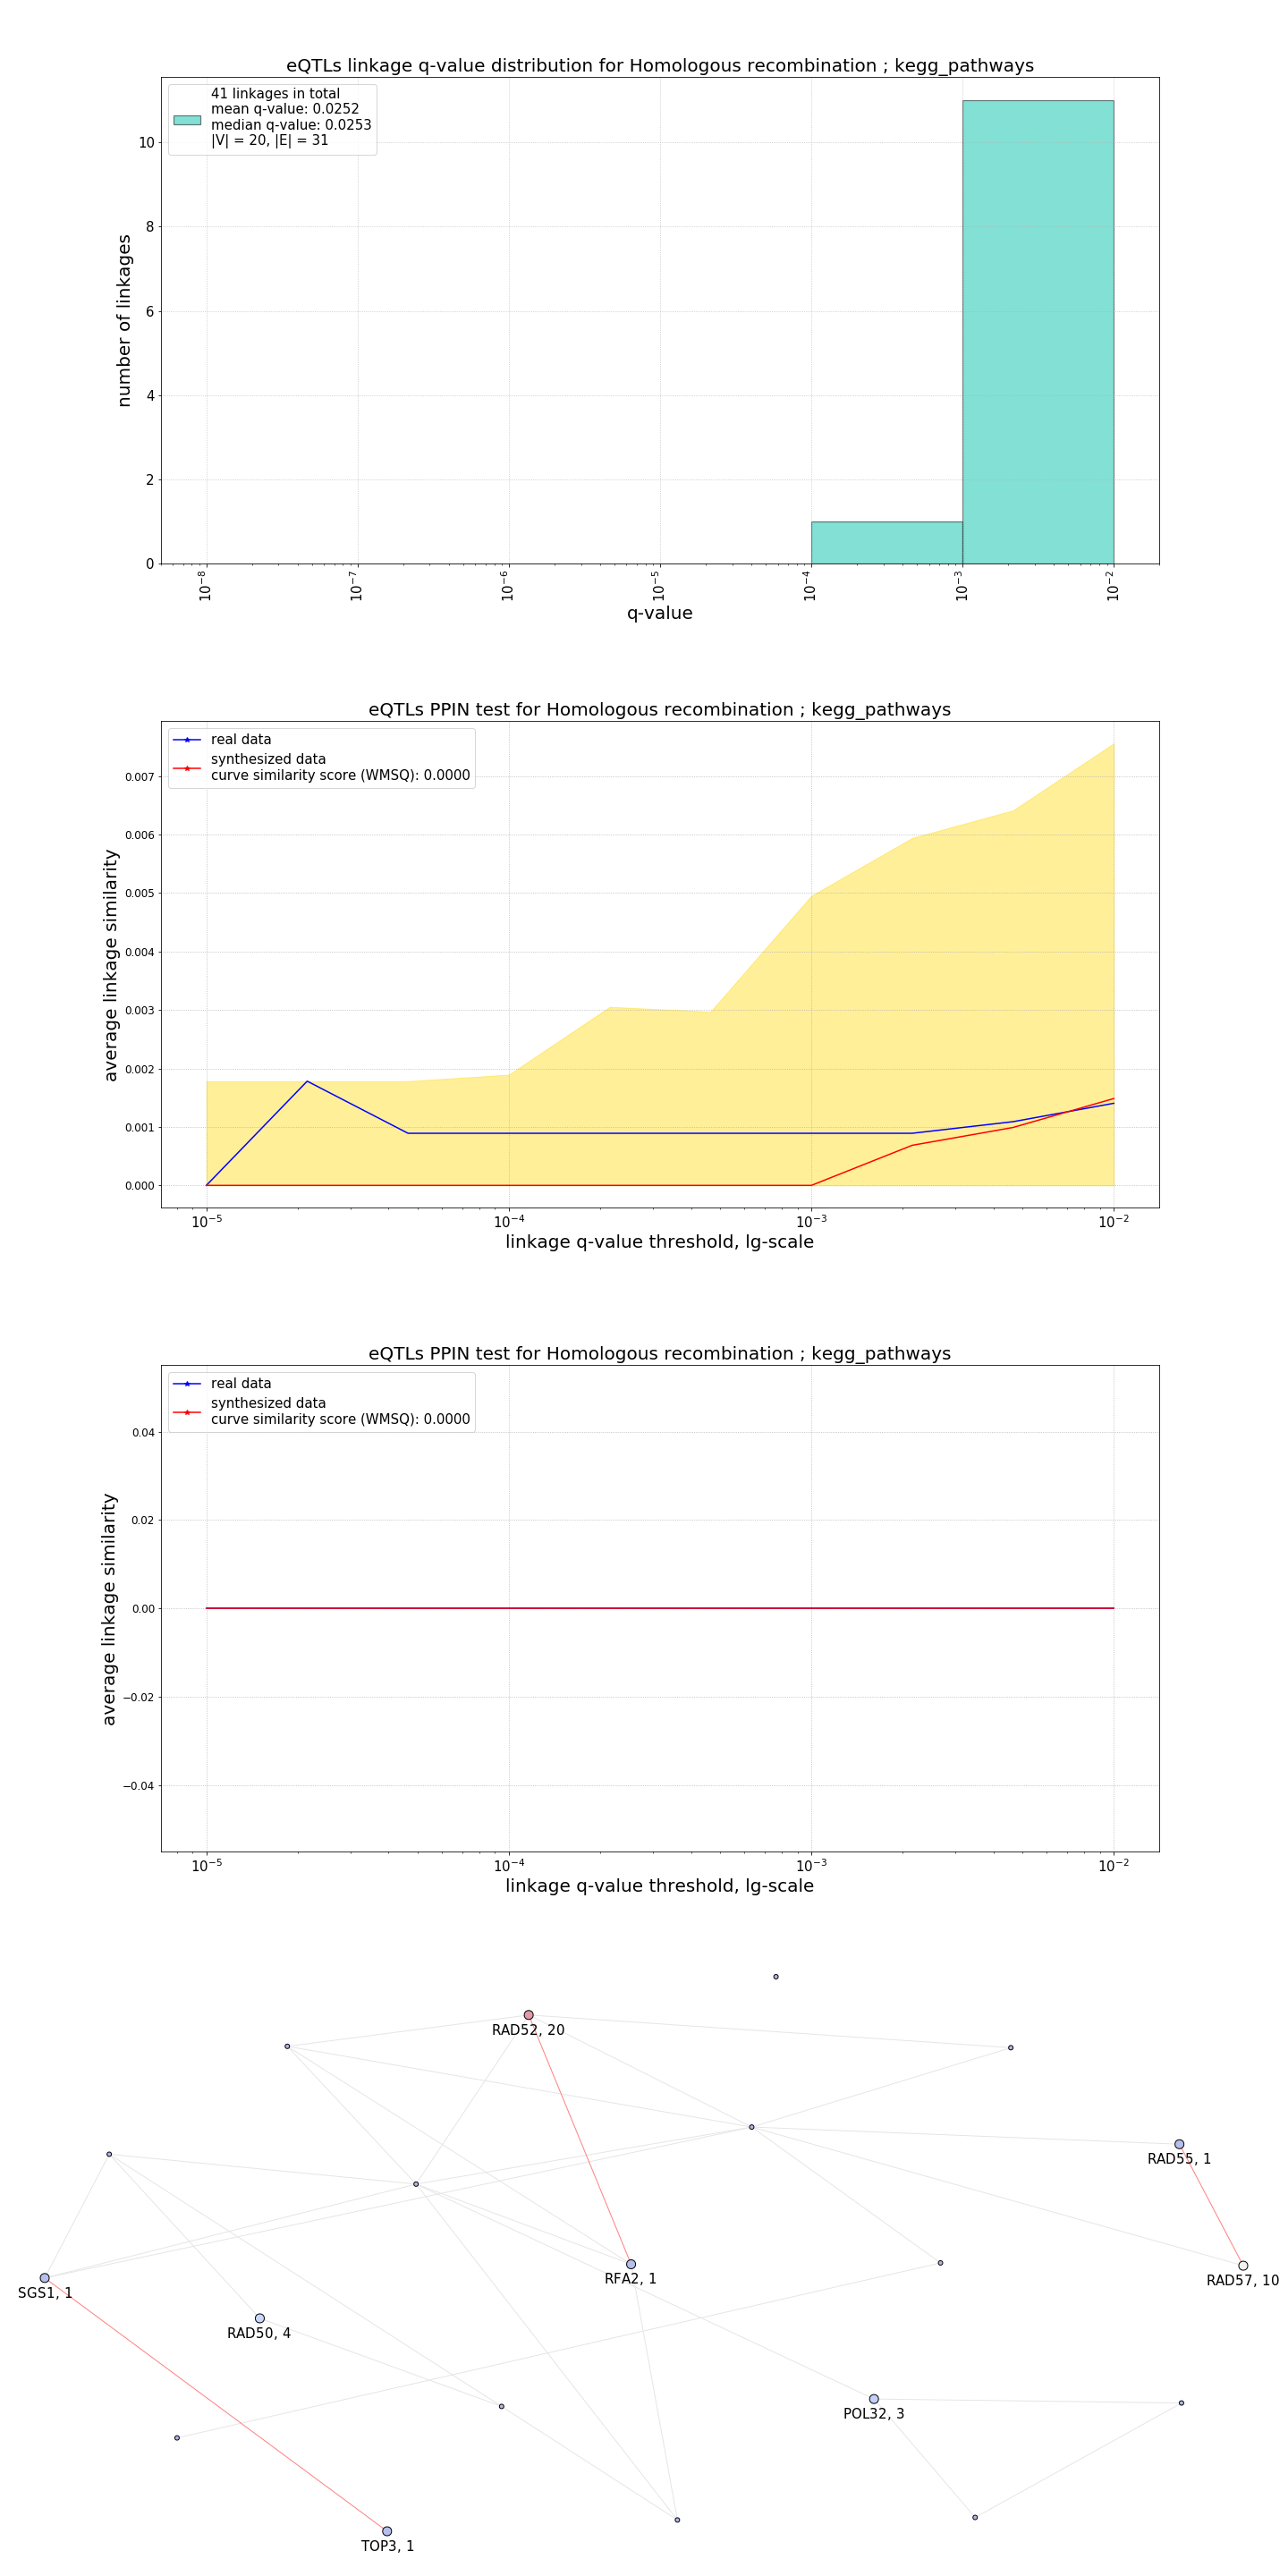 eQTLs linkage q-value distribution for Homologous recombination ; kegg_pathways
41 linkages in total
mean q-value: 0.0252
median q-value: 0.0253
|V| = 20, |E| = 31
number of linkages
10
8
6
4
2
0
10^-8
10^-7
10^-6
10^-5
10^-4
10^-3
10^-2
q-value
eQTLs PPIN test for Homologous recombination ; kegg_pathways
real data
synthesized data
curve similarity score (WMSQ): 0.0000
average linkage similarity
0.007
0.006
0.005
0.004
0.003
0.002
0.001
0.000
10^-5
10^-4
10^-3
10^-2
linkage q-value threshold, lg-scale
eQTLs PPIN test for Homologous recombination ; kegg_pathways
real data
synthesized data
curve similarity score (WMSQ): 0.0000
average linkage similarity
0.04
0.02
0.00
−0.02
−0.04
10^-5
10^-4
10^-3
10^-2
linkage q-value threshold, lg-scale
RAD52, 20
RAD55, 1
RFA2, 1
RAD57, 10
SGS1, 1
RAD50, 4
POL32, 3
TOP3, 1